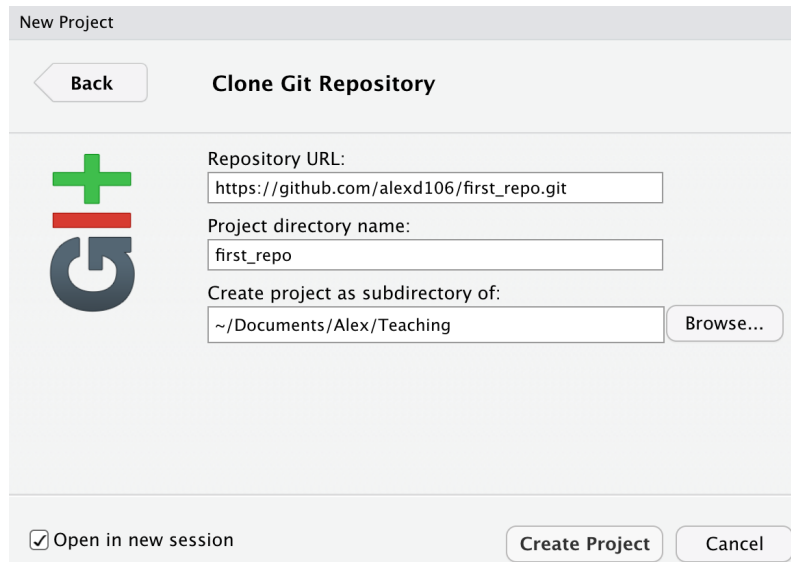 New Project
Back
Clone Git Repository
Git
Repository URL:
https://github.com/alexd106/first_repo.git
Project directory name:
first_repo
Create project as subdirectory of:
~/Documents/Alex/Teaching
Browse...
Open in new session
Create Project
Cancel